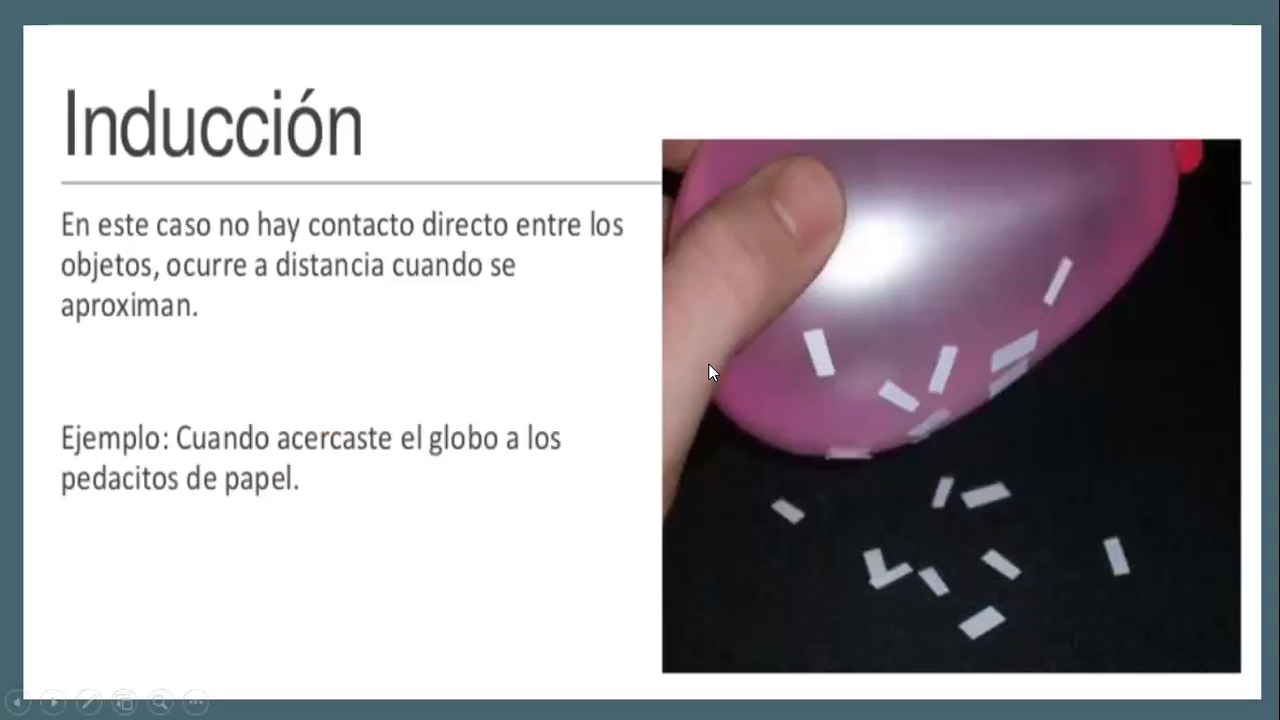 Inducción
En este caso no hay contacto directo entre los
objetos, ocurre a distancia cuando se
aproximan.
Ejemplo: Cuando acercaste el globo a los
pedacitos de papel.